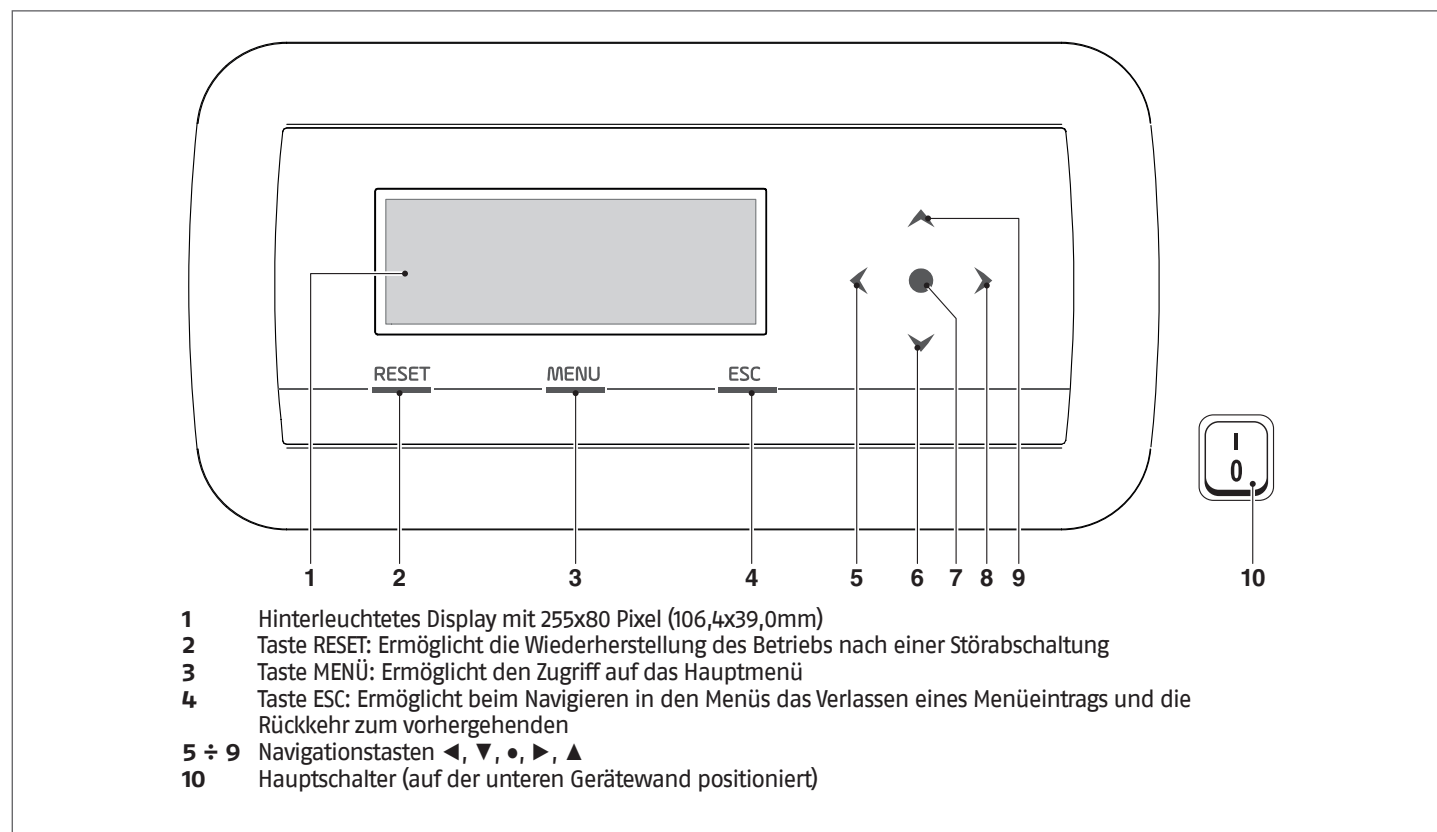 RESET MENU ESC
I
0
1 2 3 4 5 6 7 8 9 10
1 Hinterleuchtetes Display mit 255x80 Pixel (106,4x39,0mm)
2 Taste RESET: Ermöglicht die Wiederherstellung des Betriebs nach einer Störabschaltung
3 Taste MENÜ: Ermöglicht den Zugriff auf das Hauptmenü
4 Taste ESC: Ermöglicht beim Navigieren in den Menüs das Verlassen eines Menüeintrags und die
Rückkehr zum vorhergehenden
5 ÷ 9 Navigationstasten ◀, ▼, ●, ▶, ▲
10 Hauptschalter (auf der unteren Gerätewand positioniert)